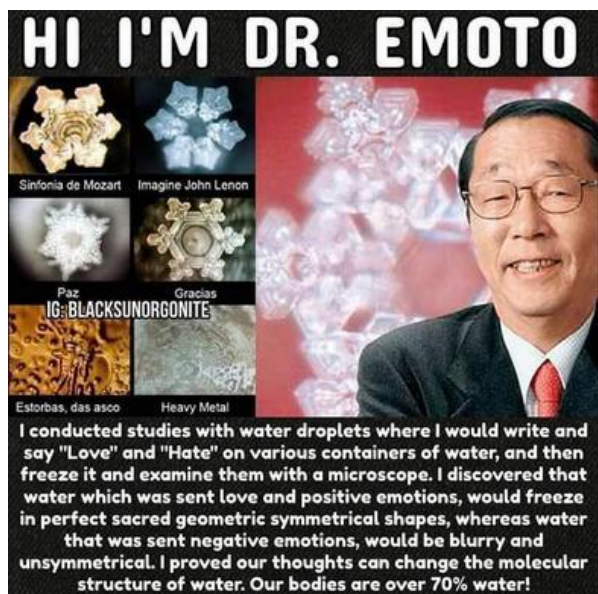 HI I'M DR. EMOTO
Sinfonia de Mozart
Imagine John Lenon
Paz
Gracias
IG: BLACKSUNORGONITE
Estorbas, das asco
Heavy Metal
I conducted studies with water droplets where I would write and
say "Love" and "Hate" on various containers of water, and then
freeze it and examine them with a microscope. I discovered that
water which was sent love and positive emotions, would freeze
in perfect sacred geometric symmetrical shapes, whereas water
that was sent negative emotions, would be blurry and
unsymmetrical. I proved our thoughts can change the molecular
structure of water. Our bodies are over 70% water!